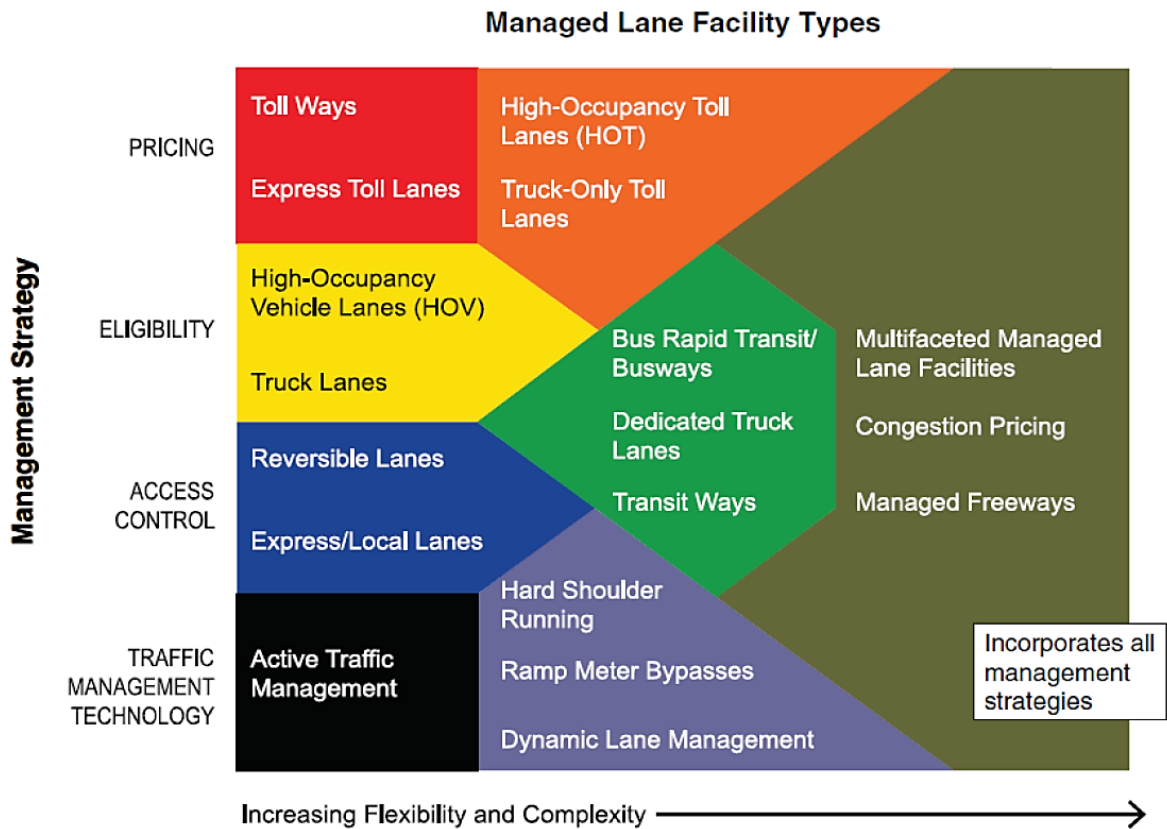 Managed Lane Facility Types
Management Strategy
PRICING
Toll Ways
Express Toll Lanes
High-Occupancy Toll
Lanes (HOT)
Truck-Only Toll
Lanes
ELIGIBILITY
High-Occupancy
Vehicle Lanes (HOV)
Truck Lanes
Bus Rapid Transit/
Busways
Dedicated Truck
Lanes
Transit Ways
Multifaceted Managed
Lane Facilities
Congestion Pricing
Managed Freeways
ACCESS
CONTROL
Reversible Lanes
Express/Local Lanes
TRAFFIC
MANAGEMENT
TECHNOLOGY
Active Traffic
Management
Hard Shoulder
Running
Ramp Meter Bypasses
Dynamic Lane Management
Incorporates all
management
strategies
Increasing Flexibility and Complexity